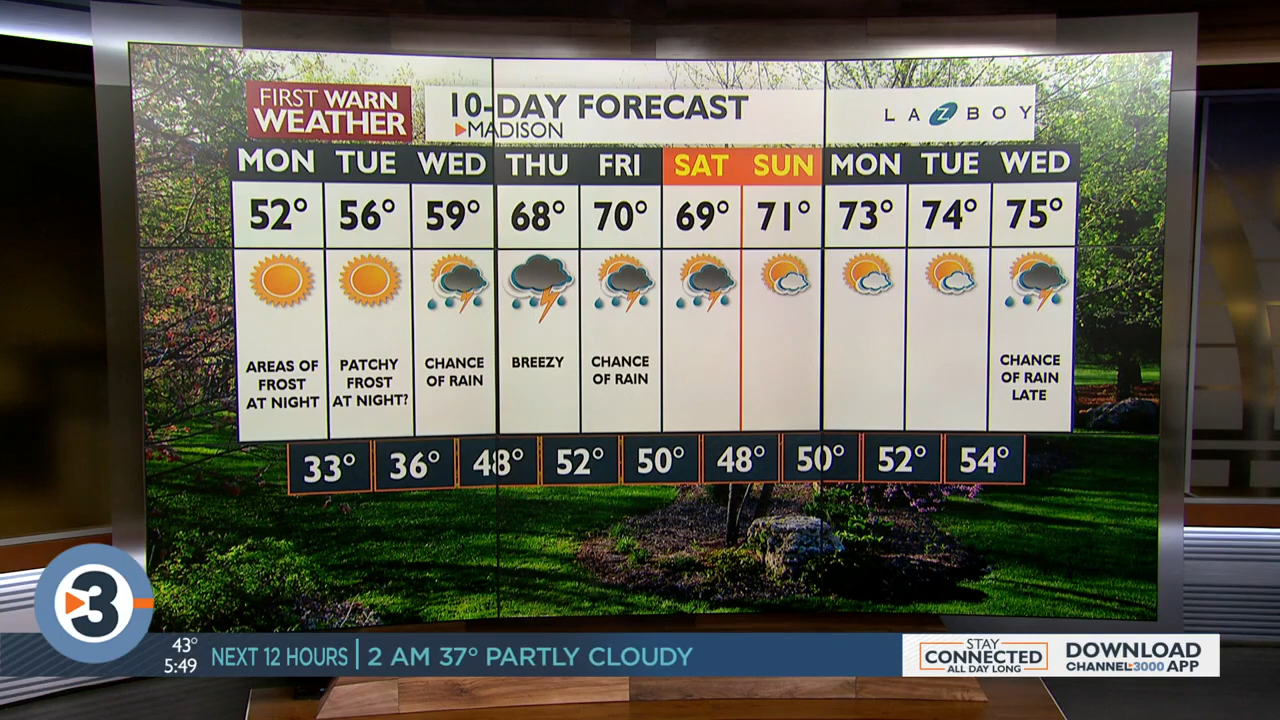 FIRST WARN
WEATHER
10-DAY FORECAST
MADISON
LA Z BOY
MON TUE WED THU FRI SAT SUN MON TUE WED
52° 56° 59° 68° 70° 69° 71° 73° 74° 75°
AREAS OF
FROST
AT NIGHT
PATCHY
FROST
AT NIGHT?
CHANCE
OF RAIN
BREEZY
CHANCE
OF RAIN
CHANCE
OF RAIN
LATE
33° 36° 48° 52° 50° 48° 50° 52° 54°
3
43°
5:49
NEXT 12 HOURS | 2 AM 37° PARTLY CLOUDY
STAY
CONNECTED
ALL DAY LONG
DOWNLOAD
CHANNEL3000 APP